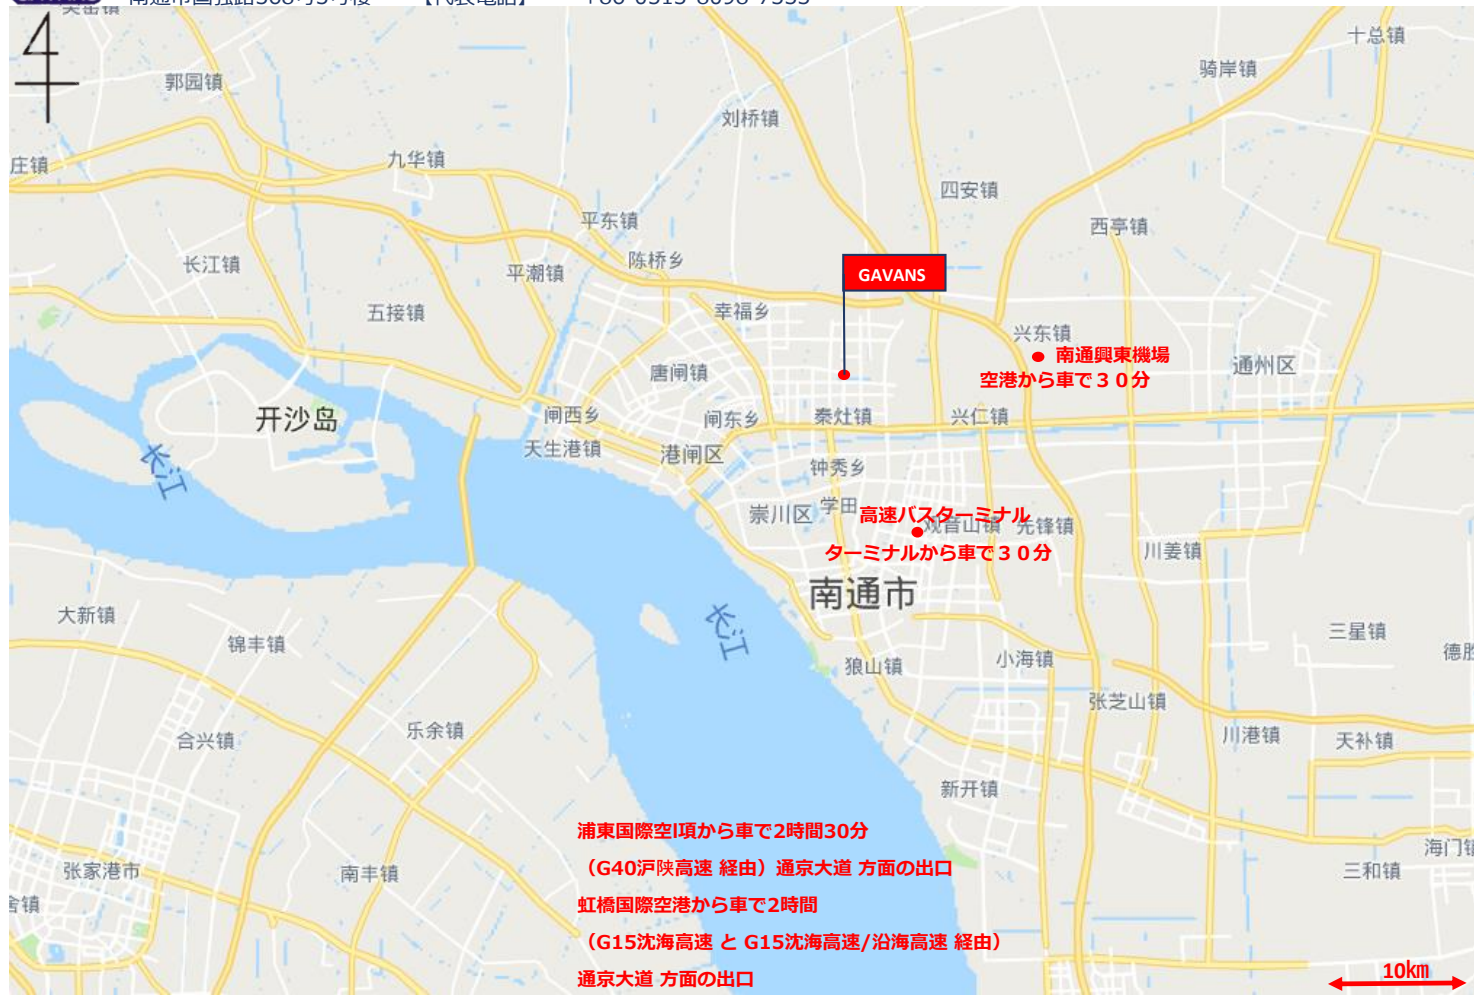 【代表電話】
十总镇
骑岸镇
郭园镇
刘桥镇
庄镇
九华镇
四安镇
平东镇
西亭镇
长江镇
平潮镇
陈桥乡
GAVANS
五接镇
幸福乡
兴东镇
南通興東機場
空港から車で３０分
通州区
唐闸镇
开沙岛
闸西乡
闸东乡
秦灶镇
兴仁镇
天生港镇
港闸区
钟秀乡
长江
崇川区
学田
高速バスターミナル
观音山镇
先锋镇
ターミナルから車で３０分
川姜镇
南通市
大新镇
锦丰镇
长江
三星镇
狼山镇
小海镇
德胜
张芝山镇
合兴镇
乐余镇
川港镇
天补镇
新开镇
浦東国際空I項から車で2時間30分
（G40沪陕高速 経由）通京大道 方面の出口
张家港市
南丰镇
三和镇
海门镇
虹橋国際空港から車で2時間
（G15沈海高速 と G15沈海高速/沿海高速 経由）
通京大道 方面の出口
10㎞